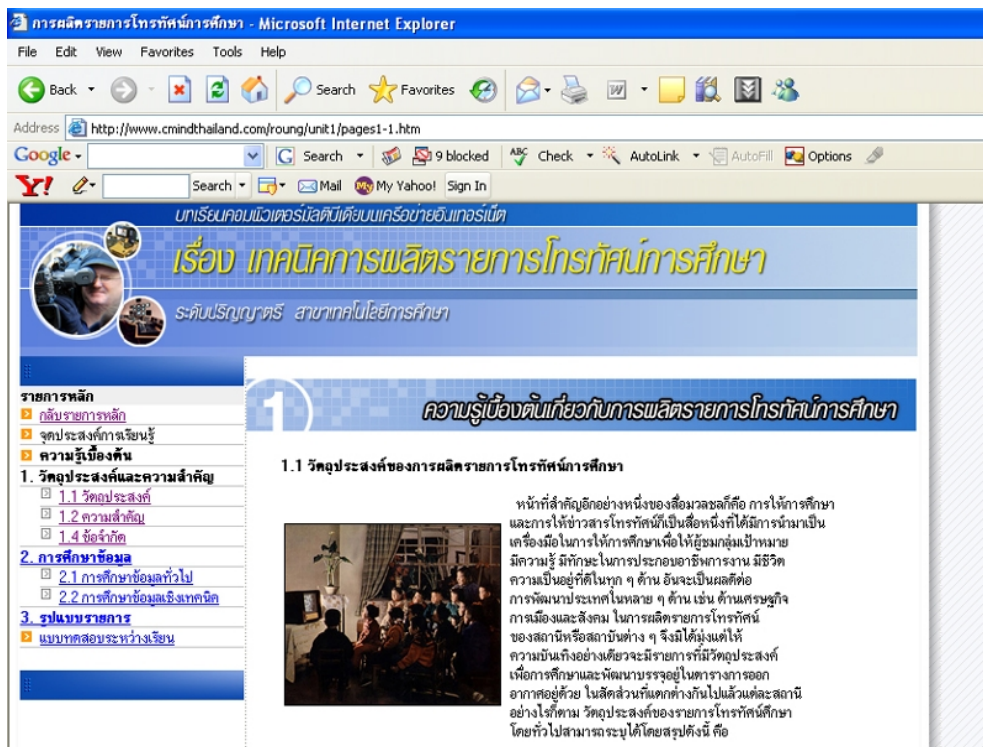 การผลิตรายการโทรทัศน์การศึกษา - Microsoft Internet Explorer
File Edit View Favorites Tools Help
Back Search Favorites
Address http://www.cmindthailand.com/roung/unit1/pages1-1.htm
Google Search 9 blocked ABC Check AutoLink AutoFill Options
Y! Search Mail My Yahoo! Sign In
บทเรียนคอมพิวเตอร์มัลติมีเดียบนเครือข่ายอินเทอร์เน็ต
เรื่อง เทคนิคการผลิตรายการโทรทัศน์การศึกษา
ระดับปริญญาตรี สาขาเทคโนโลยีการศึกษา
รายการหลัก
กลับรายการหลัก
จุดประสงค์การเรียนรู้
ความรู้เบื้องต้น
1. วัตถุประสงค์และความสำคัญ
1.1 วัตถุประสงค์
1.2 ความสำคัญ
1.4 ข้อจำกัด
2. การศึกษาข้อมูล
2.1 การศึกษาข้อมูลทั่วไป
2.2 การศึกษาข้อมูลเชิงเทคนิค
3. รูปแบบรายการ
แบบทดสอบระหว่างเรียน
1 ความรู้เบื้องต้นเกี่ยวกับการผลิตรายการโทรทัศน์การศึกษา
1.1 วัตถุประสงค์ของการผลิตรายการโทรทัศน์การศึกษา
หน้าที่สำคัญอีกอย่างหนึ่งของสื่อมวลชลก็คือ การให้การศึกษา
และการให้ข่าวสารโทรทัศน์ก็เป็นสื่อหนึ่งที่ได้มีการนำมาเป็น
เครื่องมือในการให้การศึกษาเพื่อให้ผู้ชมกลุ่มเป้าหมาย
มีความรู้ มีทักษะในการประกอบอาชีพการงาน มีชีวิต
ความเป็นอยู่ที่ดีในทุก ๆ ด้าน อันจะเป็นผลดีต่อ
การพัฒนาประเทศในหลาย ๆ ด้าน เช่น ด้านเศรษฐกิจ
การเมืองและสังคม ในการผลิตรายการโทรทัศน์
ของสถานีหรือสถาบันต่าง ๆ จึงมิได้มุ่งแต่ให้
ความบันเทิงอย่างเดียวจะมีรายการที่มีวัตถุประสงค์
เพื่อการศึกษาและพัฒนาบรรจุอยู่ในตารางการออก
อากาศอยู่ด้วย ในสัดส่วนที่แตกต่างกันไปแล้วแต่ละสถานี
อย่างไรก็ตาม วัตถุประสงค์ของรายการโทรทัศน์ศึกษา
โดยทั่วไปสามารถระบุได้โดยสรุปดังนี้ คือ